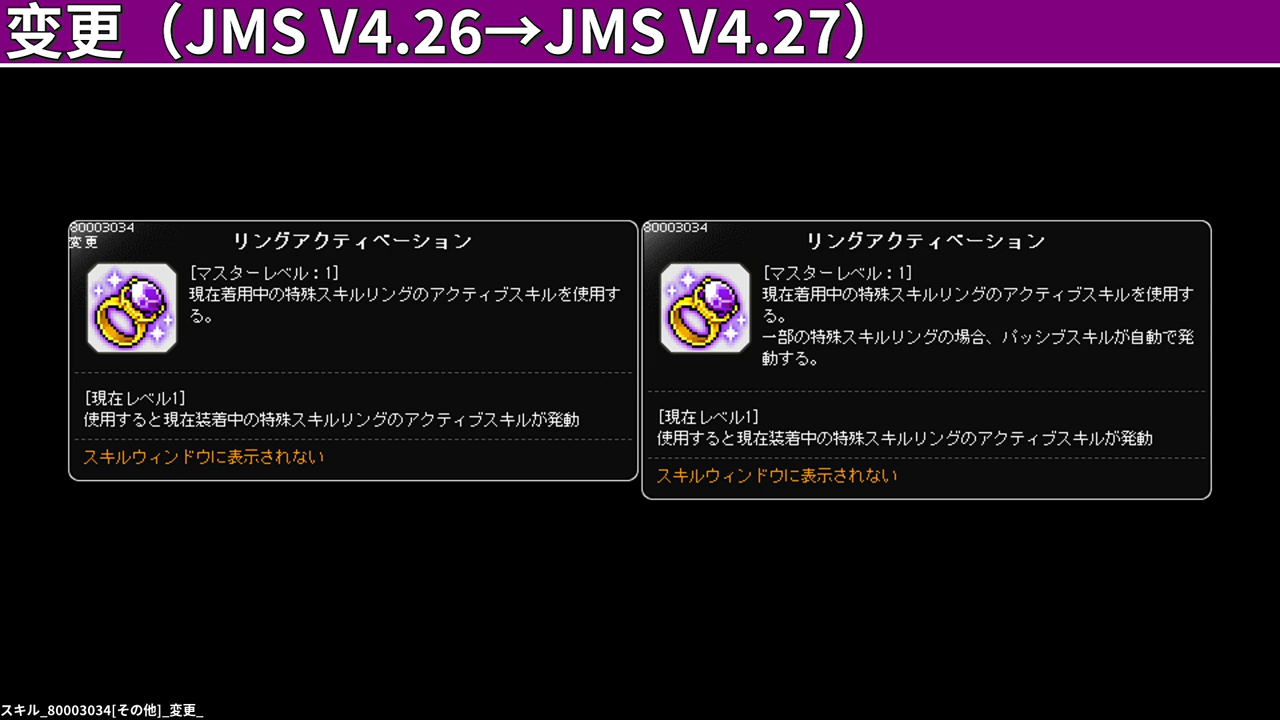 変更（JMS V4.26→JMS V4.27）
80003034
変更
リングアクティベーション
[マスターレベル：1]
現在着用中の特殊スキルリングのアクティブスキルを使用す
る。
[現在レベル1]
使用すると現在装着中の特殊スキルリングのアクティブスキルが発動
スキルウィンドウに表示されない
80003034
リングアクティベーション
[マスターレベル：1]
現在着用中の特殊スキルリングのアクティブスキルを使用す
る。
一部の特殊スキルリングの場合、パッシブスキルが自動で発
動する。
[現在レベル1]
使用すると現在装着中の特殊スキルリングのアクティブスキルが発動
スキルウィンドウに表示されない
スキル_80003034[その他]_変更_